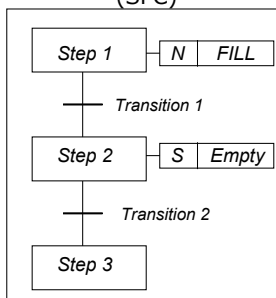 (SFC)
Step 1 N FILL
Transition 1
Step 2 S Empty
Transition 2
Step 3